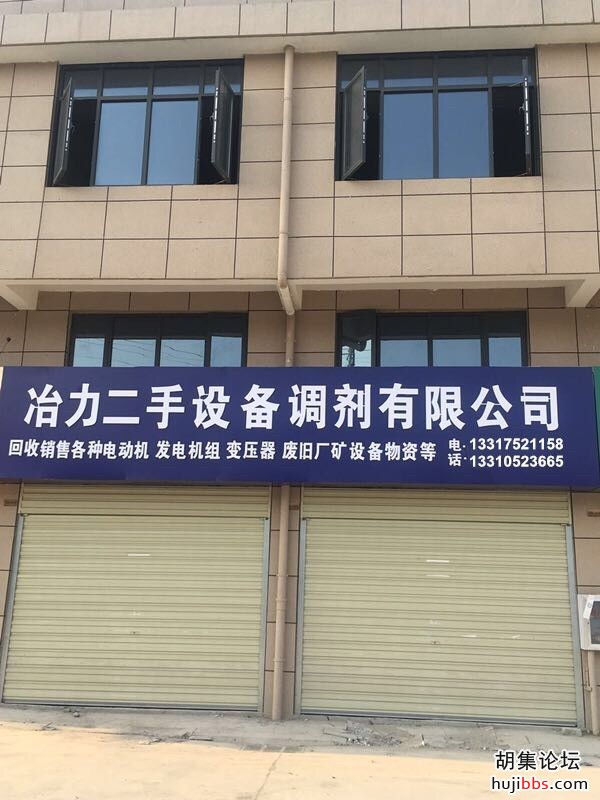 冶力二手设备调剂有限公司
回收销售各种电动机 发电机组 变压器 废旧厂矿设备物资等
电话:13317521158
13310523665
胡集论坛
hujibbs.com